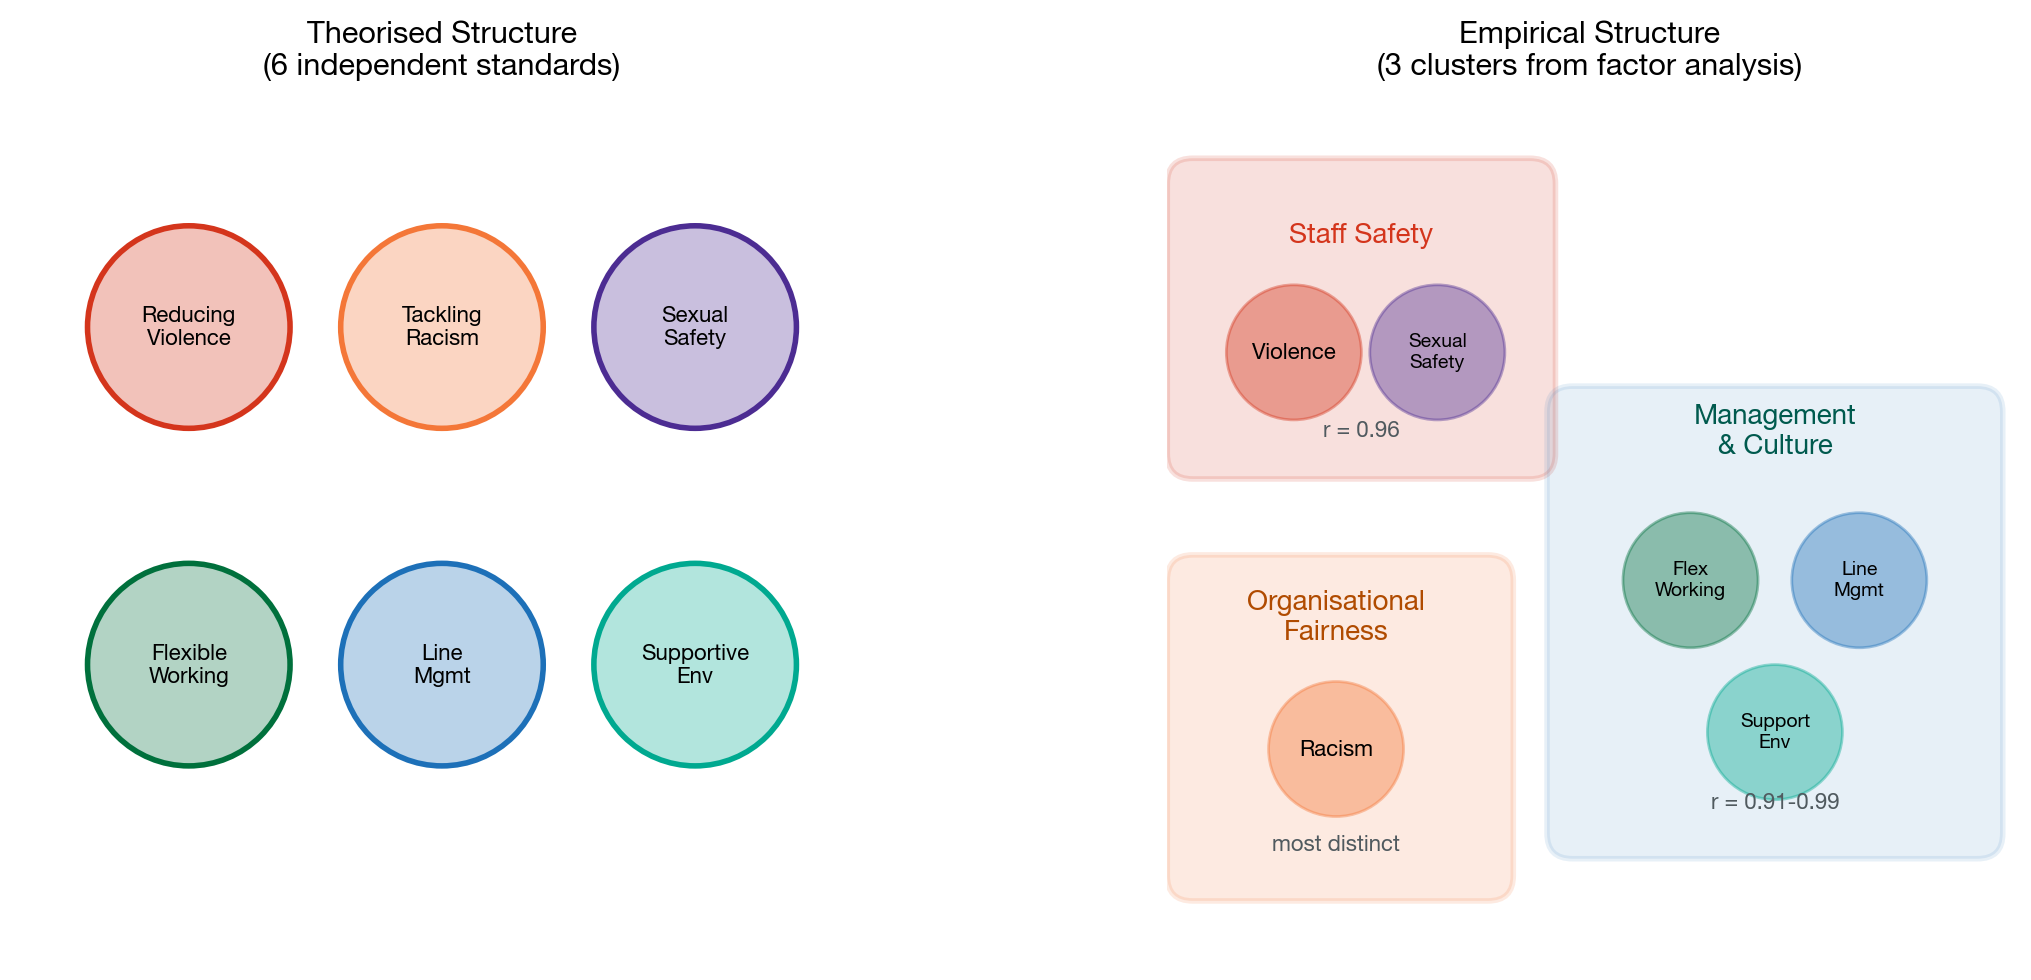 Theorised Structure
(6 independent standards)
Reducing
Violence
Tackling
Racism
Sexual
Safety
Flexible
Working
Line
Mgmt
Supportive
Env
Empirical Structure
(3 clusters from factor analysis)
Staff Safety
Violence
Sexual
Safety
r = 0.96
Management
& Culture
Flex
Working
Line
Mgmt
Support
Env
r = 0.91-0.99
Organisational
Fairness
Racism
most distinct